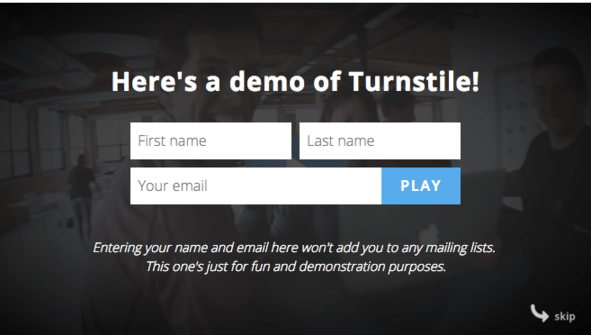 Here's a demo of Turnstile!
First name
Last name
Your email
PLAY
Entering your name and email here won't add you to any mailing lists.
This one's just for fun and demonstration purposes.
skip